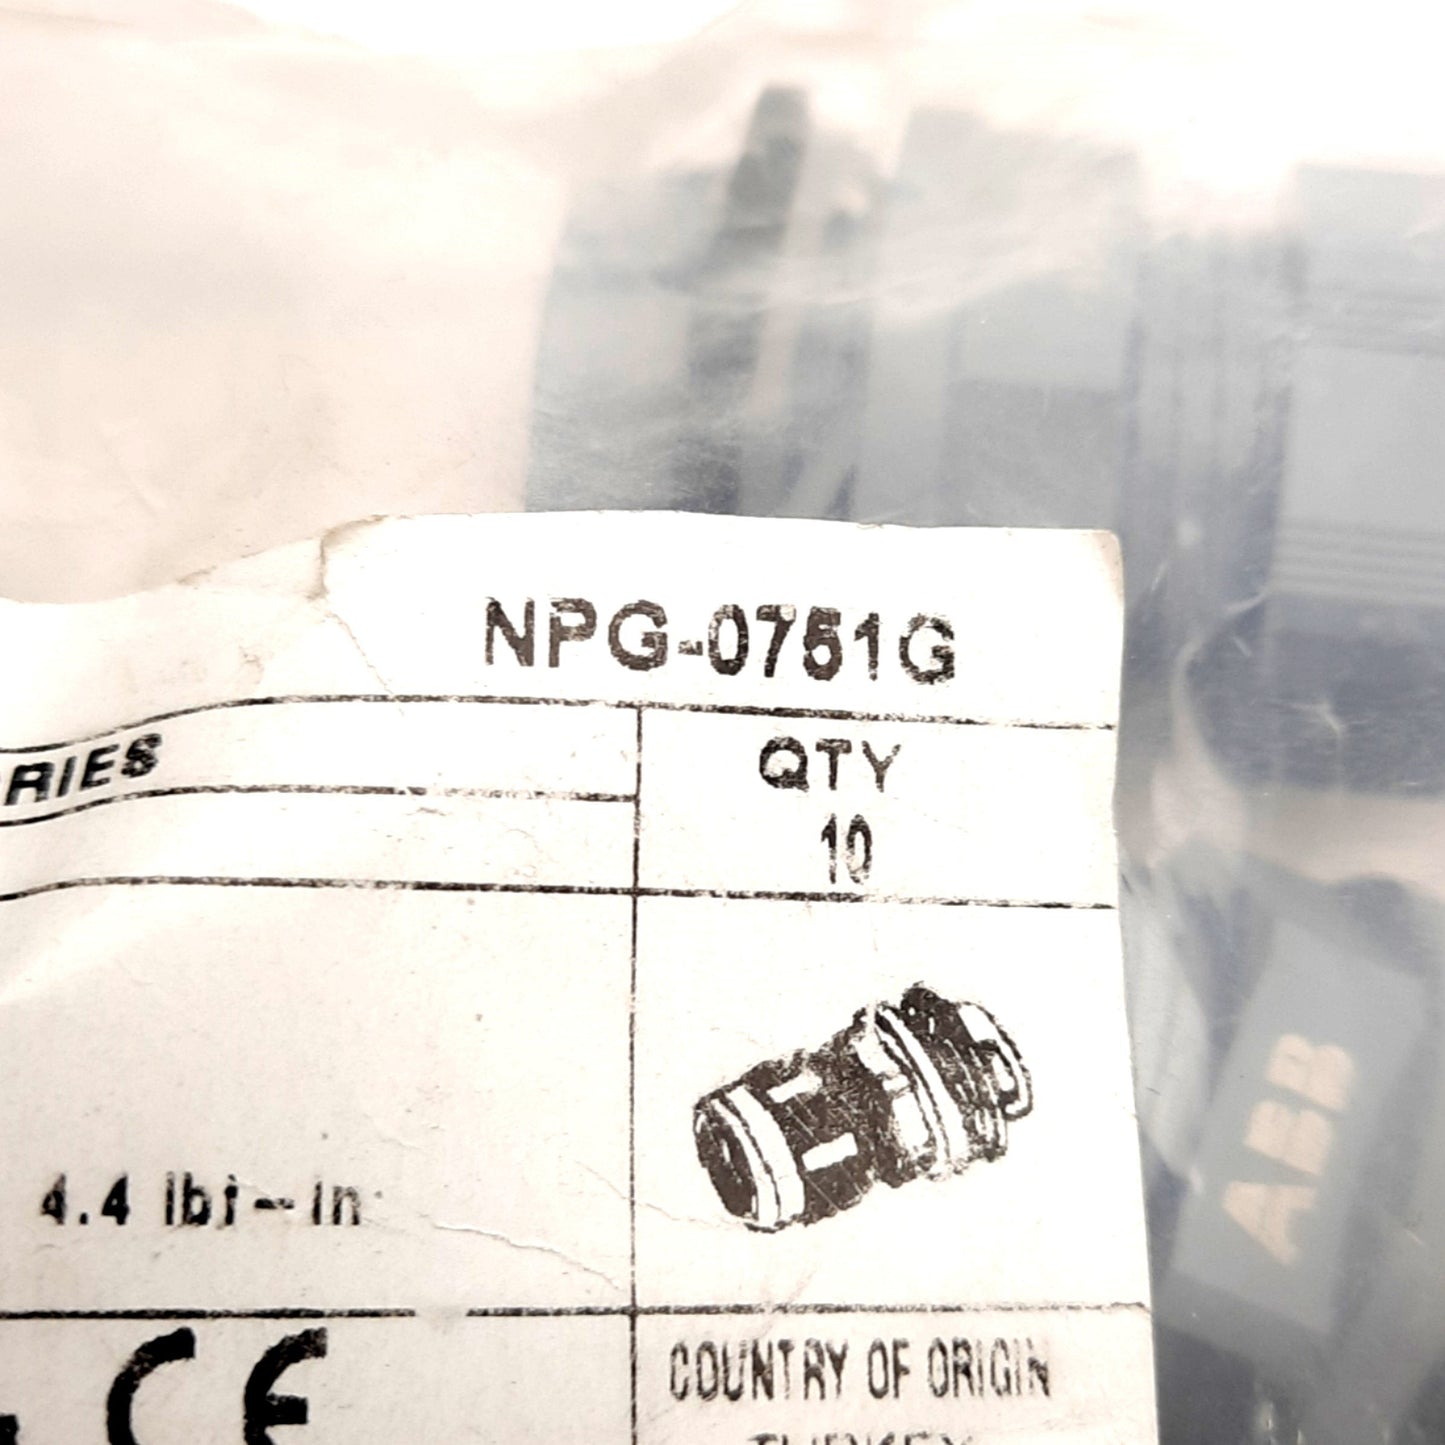 NPG-0751G
RIES
QTY
10
4.4 lbf-in
CE
COUNTRY OF ORIGIN
ABB